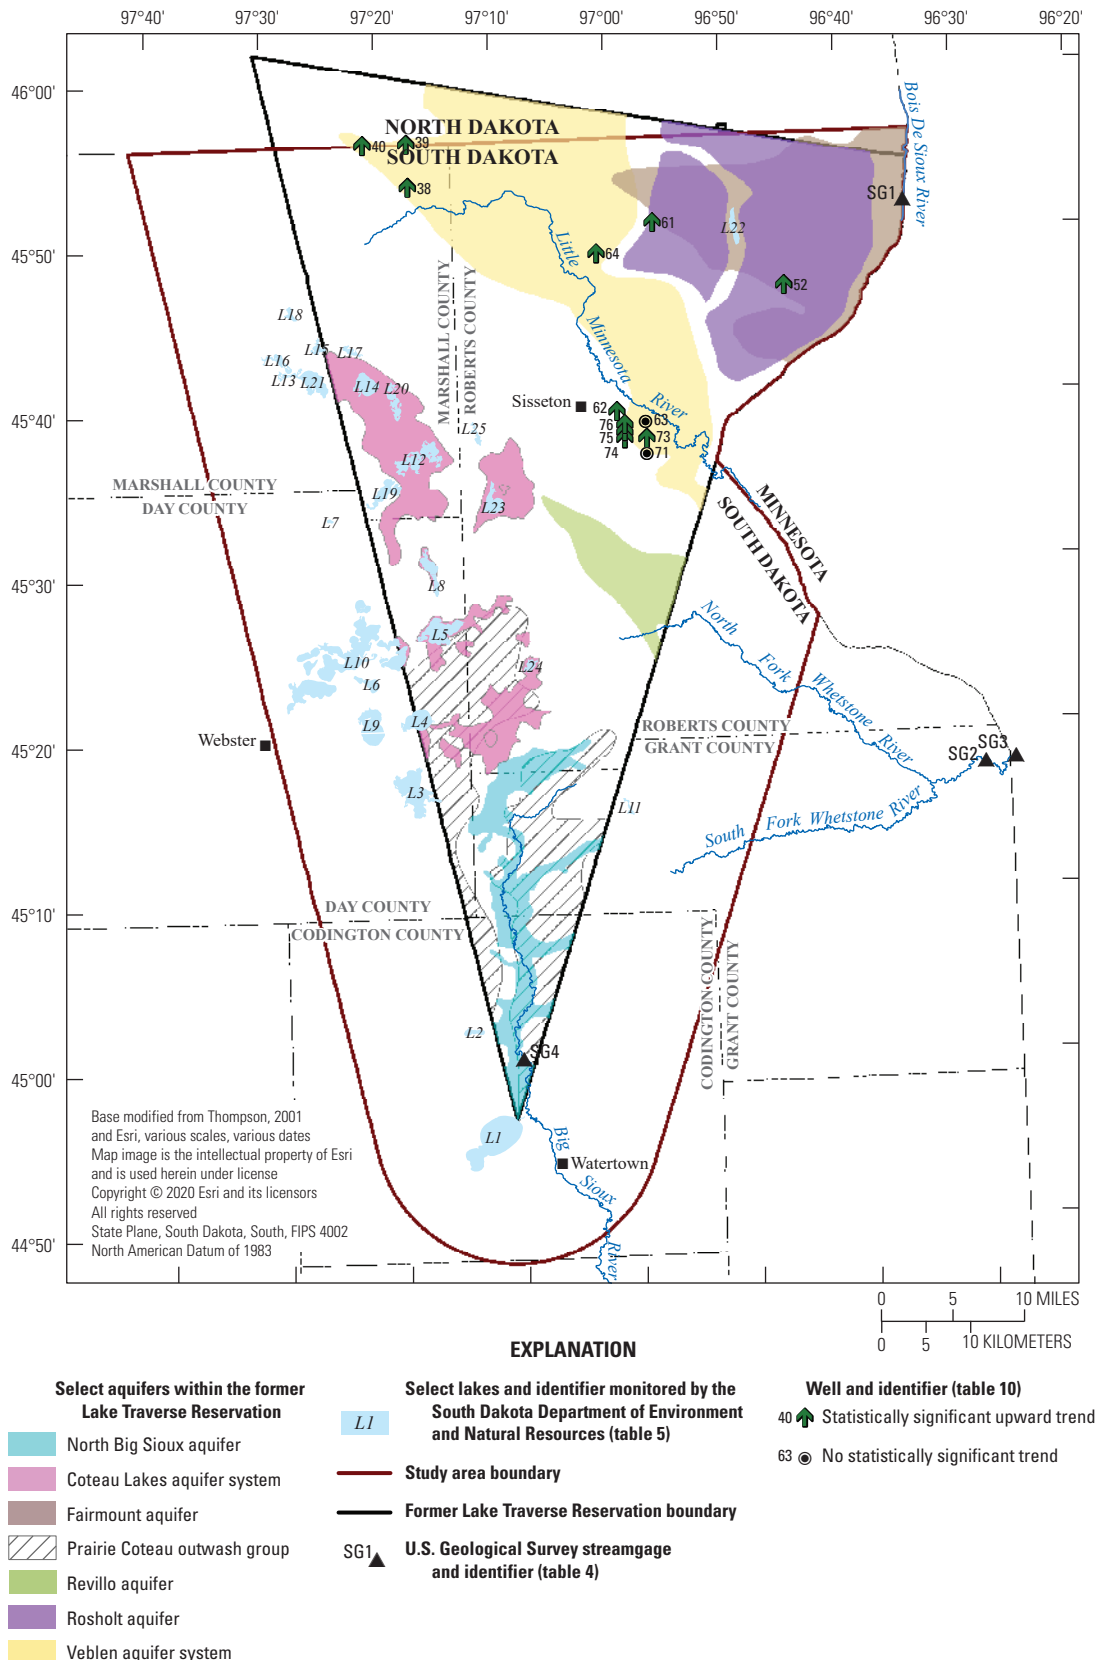 97°40'
97°30'
97°20'
97°10'
97°00'
96°50'
96°40'
96°30'
96°20'
46°00'
45°50'
45°40'
45°30'
45°20'
45°10'
45°00'
44°50'
NORTH DAKOTA
SOUTH DAKOTA
40
39
38
Bois De Sioux River
SG1
61
L22
64
52
Little
Minnesota
River
MARSHALL COUNTY
ROBERTS COUNTY
L18
L15
L17
L16
L13
L21
L14
L20
Sisseton
62
63
76
75
73
74
71
L25
L12
L19
L23
MARSHALL COUNTY
DAY COUNTY
L7
MINNESOTA
SOUTH DAKOTA
L8
North
Fork
Whetstone
River
L5
L10
L24
L6
L9
L4
Webster
ROBERTS COUNTY
GRANT COUNTY
SG2
SG3
L3
L11
South Fork Whetstone River
DAY COUNTY
CODINGTON COUNTY
CODINGTON COUNTY
GRANT COUNTY
L2
SG4
L1
Big
Sioux
River
Watertown
Base modified from Thompson, 2001
and Esri, various scales, various dates
Map image is the intellectual property of Esri
and is used herein under license
Copyright © 2020 Esri and its licensors
All rights reserved
State Plane, South Dakota, South, FIPS 4002
North American Datum of 1983
0 5 10 MILES
0 5 10 KILOMETERS
EXPLANATION
Select aquifers within the former
Lake Traverse Reservation
North Big Sioux aquifer
Coteau Lakes aquifer system
Fairmount aquifer
Prairie Coteau outwash group
Revillo aquifer
Rosholt aquifer
Veblen aquifer system
L1
Select lakes and identifier monitored by the
South Dakota Department of Environment
and Natural Resources (table 5)
Study area boundary
Former Lake Traverse Reservation boundary
SG1
U.S. Geological Survey streamgage
and identifier (table 4)
Well and identifier (table 10)
40 Statistically significant upward trend
63 No statistically significant trend